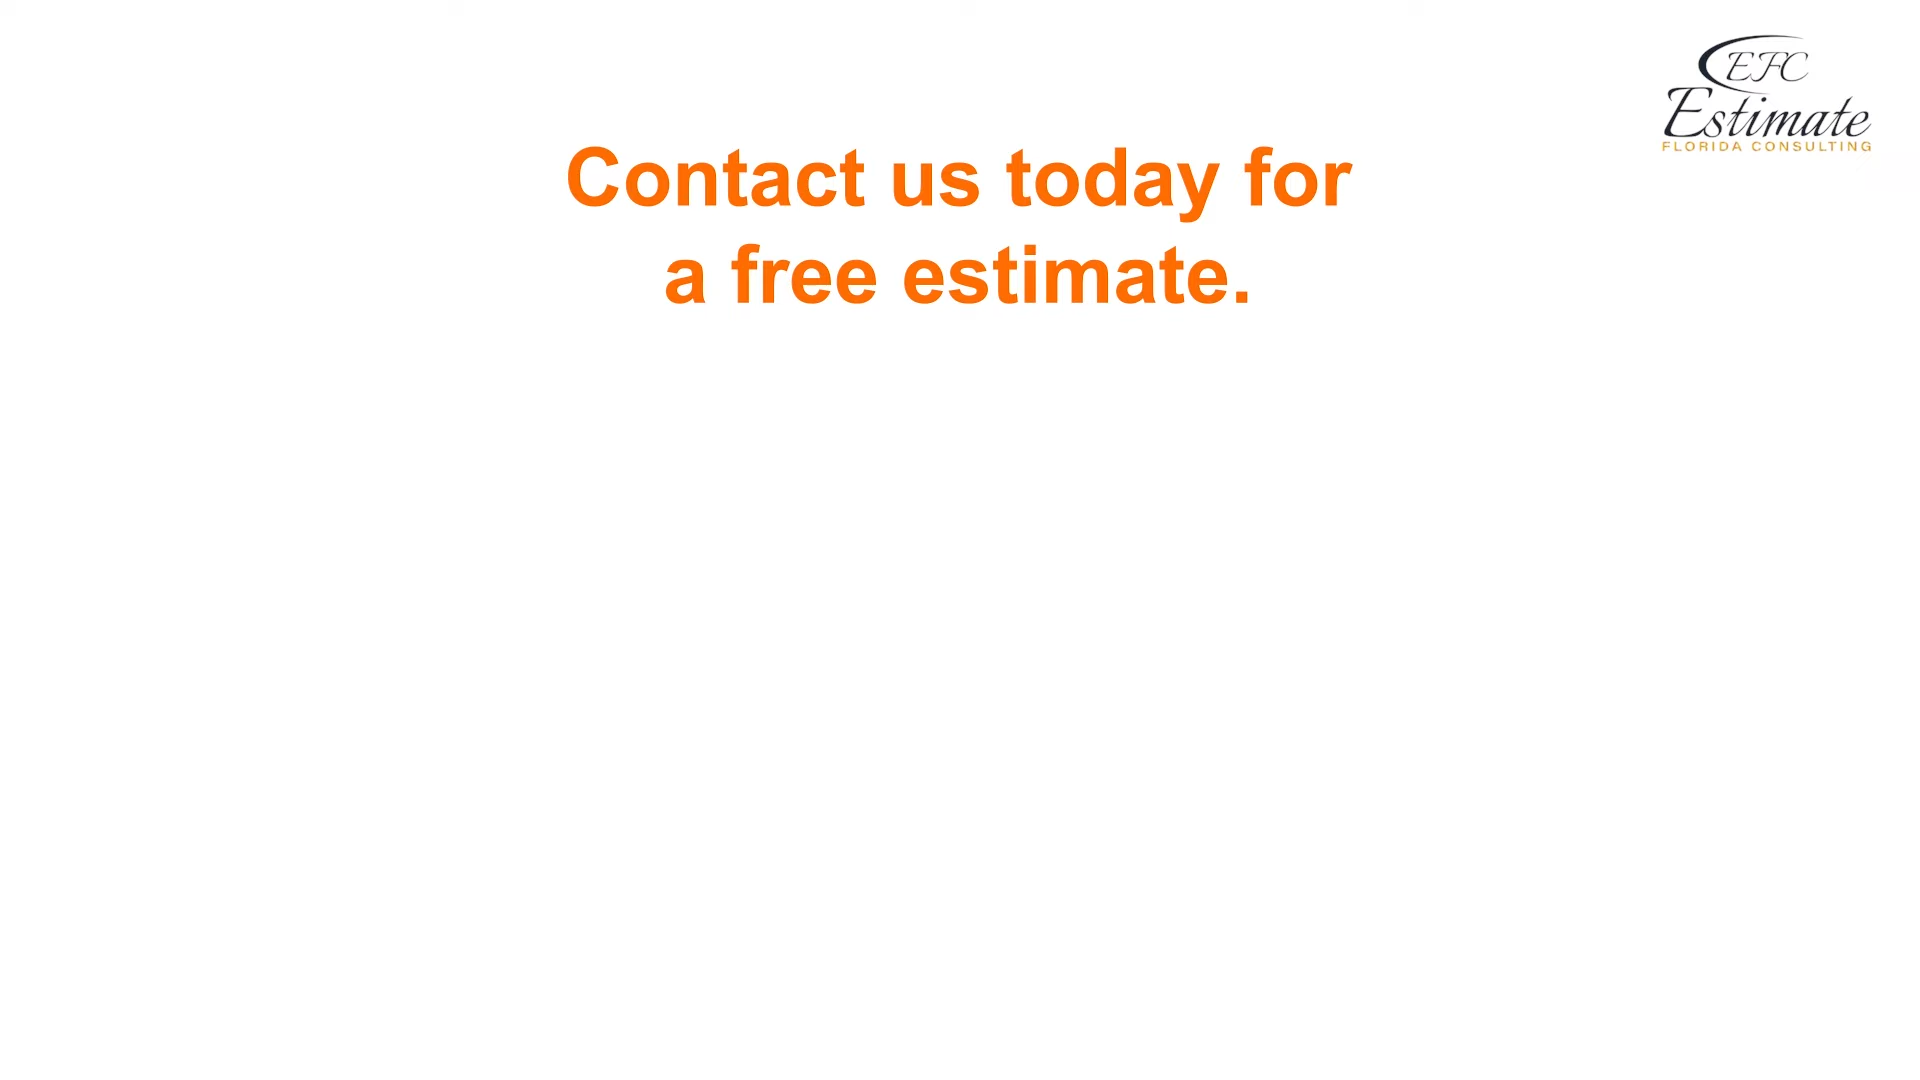 EFC
Estimate
FLORIDA CONSULTING
Contact us today for
a free estimate.